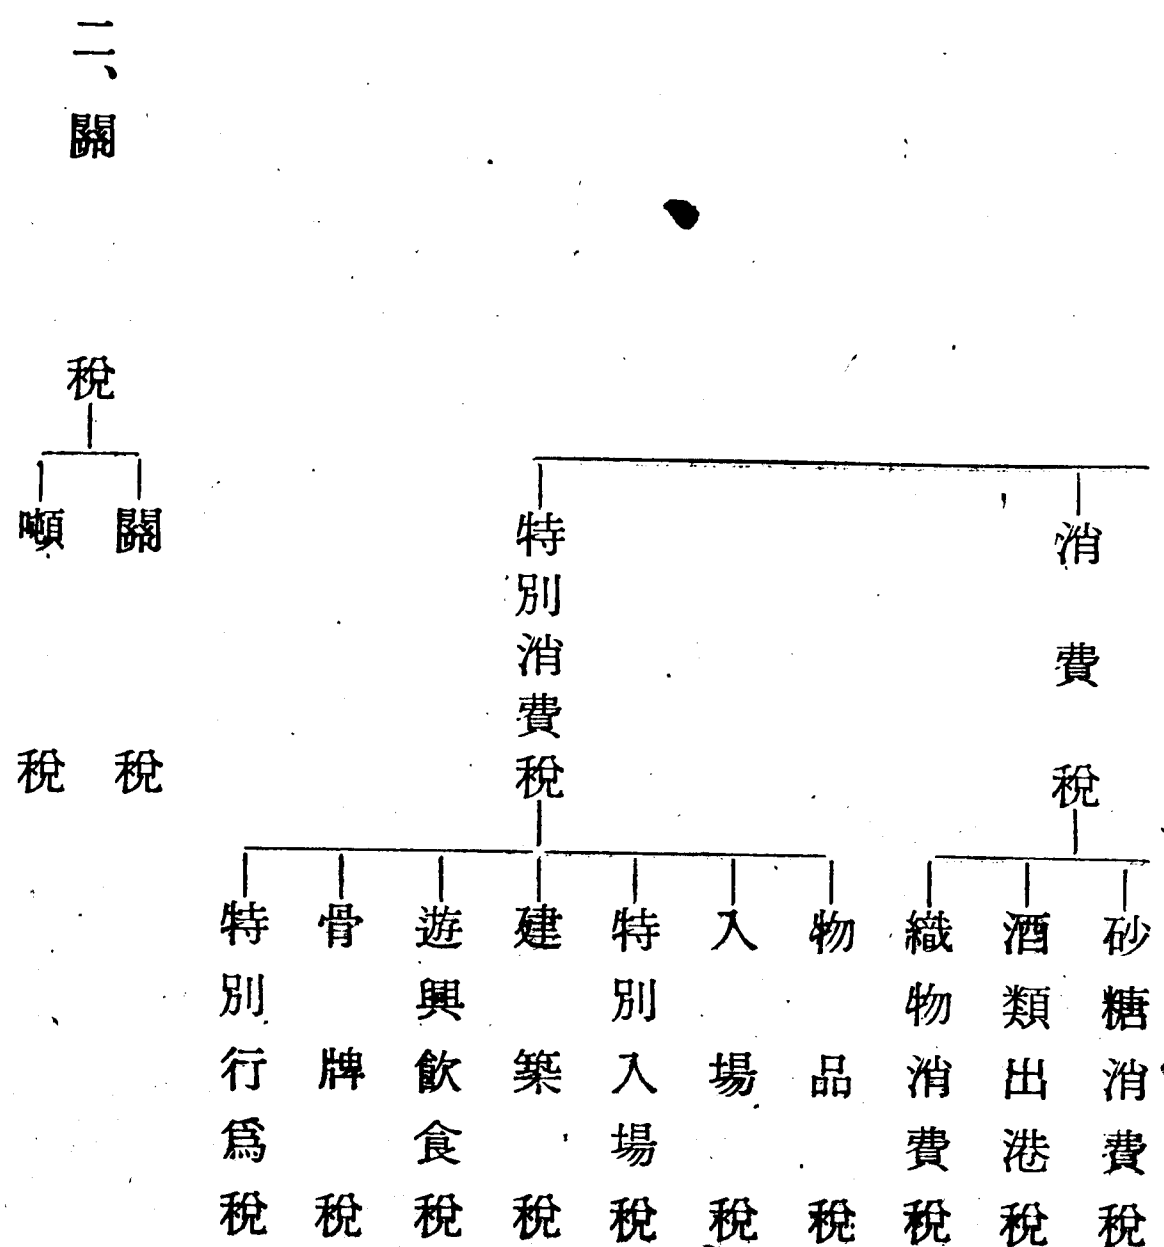 消費稅
砂糖消費稅
酒類出港稅
織物消費稅
特別消費稅
物品稅
入場稅
特別入場稅
建築稅
遊興飮食稅
骨牌稅
特別行爲稅
二、關稅
關稅
噸稅